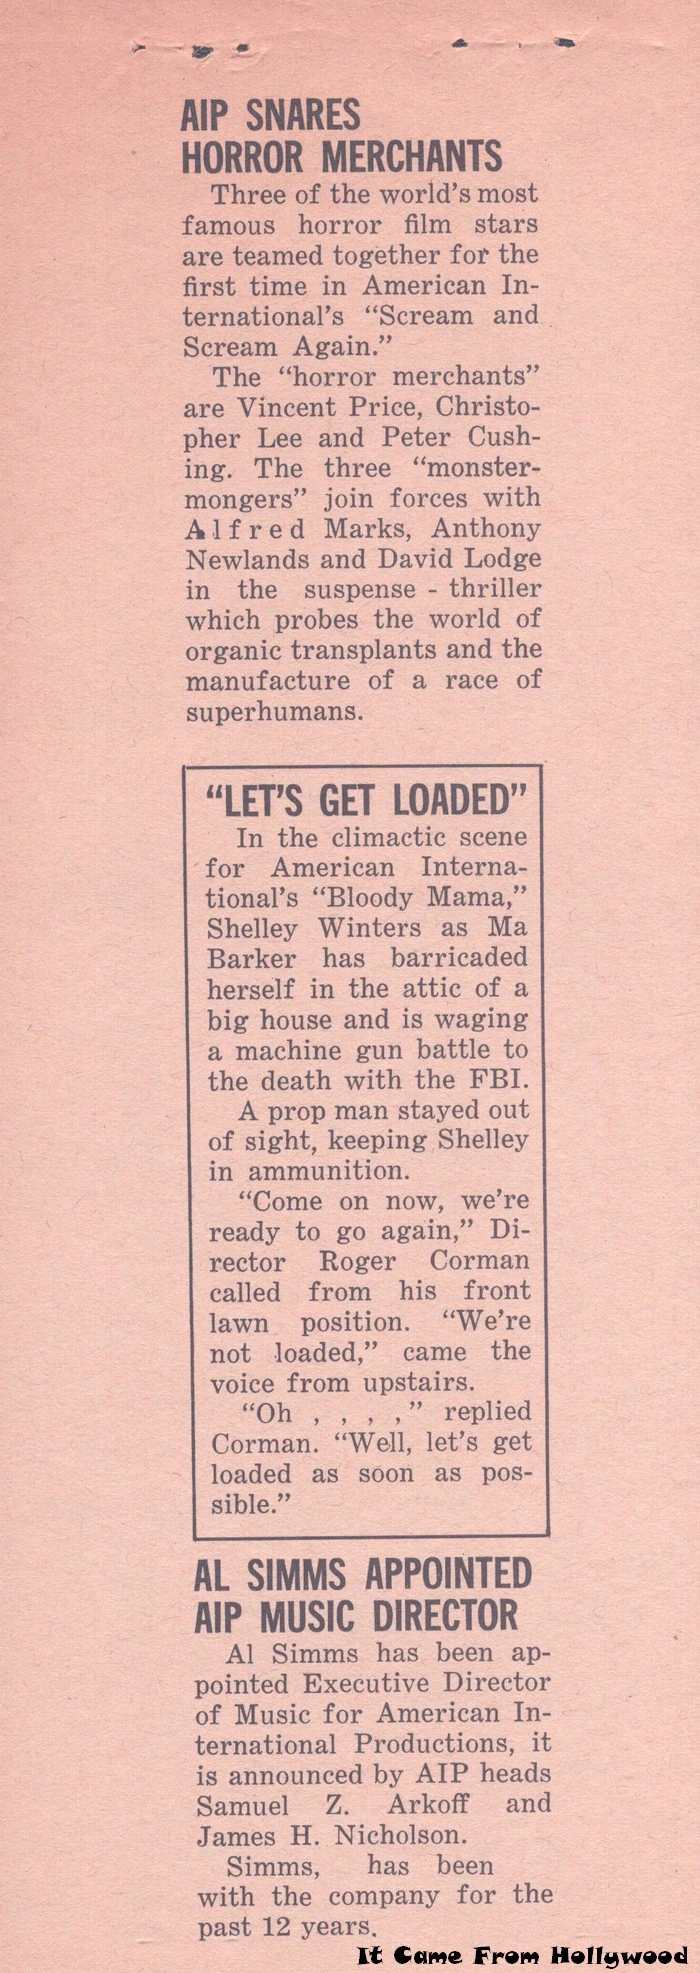 AIP SNARES
HORROR MERCHANTS
Three of the world's most
famous horror film stars
are teamed together for the
first time in American In-
ternational's "Scream and
Scream Again."
The "horror merchants"
are Vincent Price, Christo-
pher Lee and Peter Cush-
ing. The three "monster-
mongers" join forces with
Alfred Marks, Anthony
Newlands and David Lodge
in the suspense - thriller
which probes the world of
organic transplants and the
manufacture of a race of
superhumans.
"LET'S GET LOADED"
In the climactic scene
for American Interna-
tional's "Bloody Mama,"
Shelley Winters as Ma
Barker has barricaded
herself in the attic of a
big house and is waging
a machine gun battle to
the death with the FBI.
A prop man stayed out
of sight, keeping Shelley
in ammunition.
"Come on now, we're
ready to go again," Di-
rector Roger Corman
called from his front
lawn position. "We're
not loaded," came the
voice from upstairs.
"Oh , , , ," replied
Corman. "Well, let's get
loaded as soon as pos-
sible."
AL SIMMS APPOINTED
AIP MUSIC DIRECTOR
Al Simms has been ap-
pointed Executive Director
of Music for American In-
ternational Productions, it
is announced by AIP heads
Samuel Z. Arkoff and
James H. Nicholson.
Simms, has been
with the company for the
past 12 years.
It Came From Hollywood